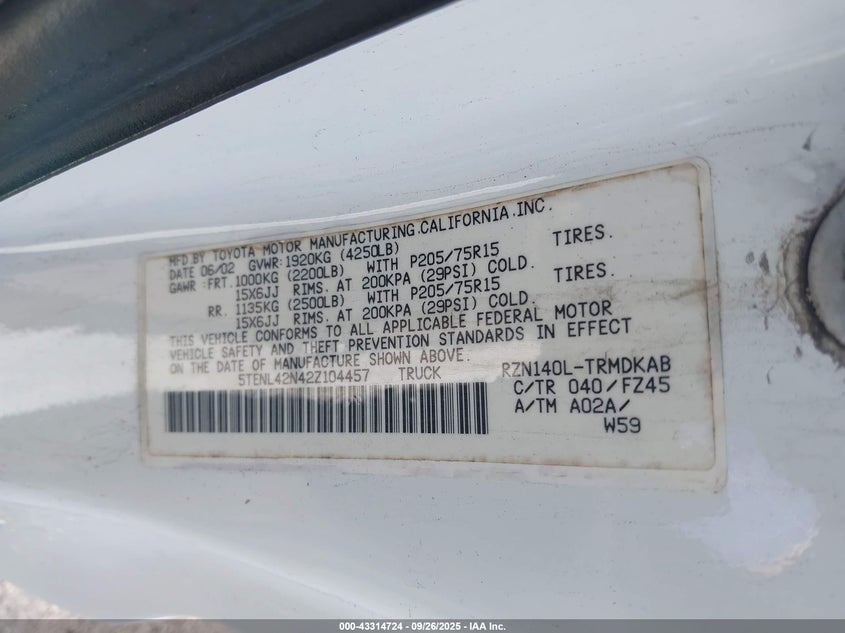 MFD.BY TOYOTA MOTOR MANUFACTURING.CALIFORNIA.INC.
DATE 06/02 GVWR:1920KG (4250LB)
GAWR :FRT.1000KG (2200LB) WITH P205/75R15 TIRES.
15X6JJ RIMS. AT 200KPA (29PSI) COLD.
RR. 1135KG (2500LB) WITH P205/75R15 TIRES.
15X6JJ RIMS. AT 200KPA (29PSI) COLD.
THIS VEHICLE CONFORMS TO ALL APPLICABLE FEDERAL MOTOR
VEHICLE SAFETY AND THEFT PREVENTION STANDARDS IN EFFECT
ON THE DATE OF MANUFACTURE SHOWN ABOVE.
5TENL42N42Z104457 TRUCK RZN140L-TRMDKAB
C/TR 040/FZ45
A/TM A02A/
W59
000-43314724 - 09/26/2025 - IAA Inc.